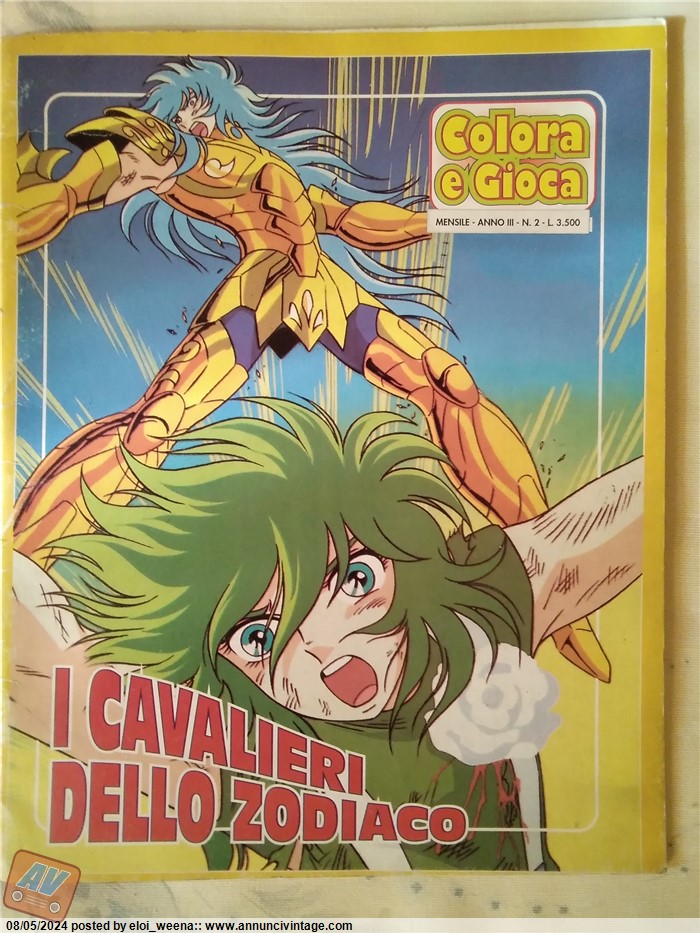 Colora
e Gioca
MENSILE - ANNO III - N. 2 - L. 3.500
I CAVALIERI
DELLO ZODIACO
AV
08/05/2024 posted by eloi_weena:: www.annuncivintage.com